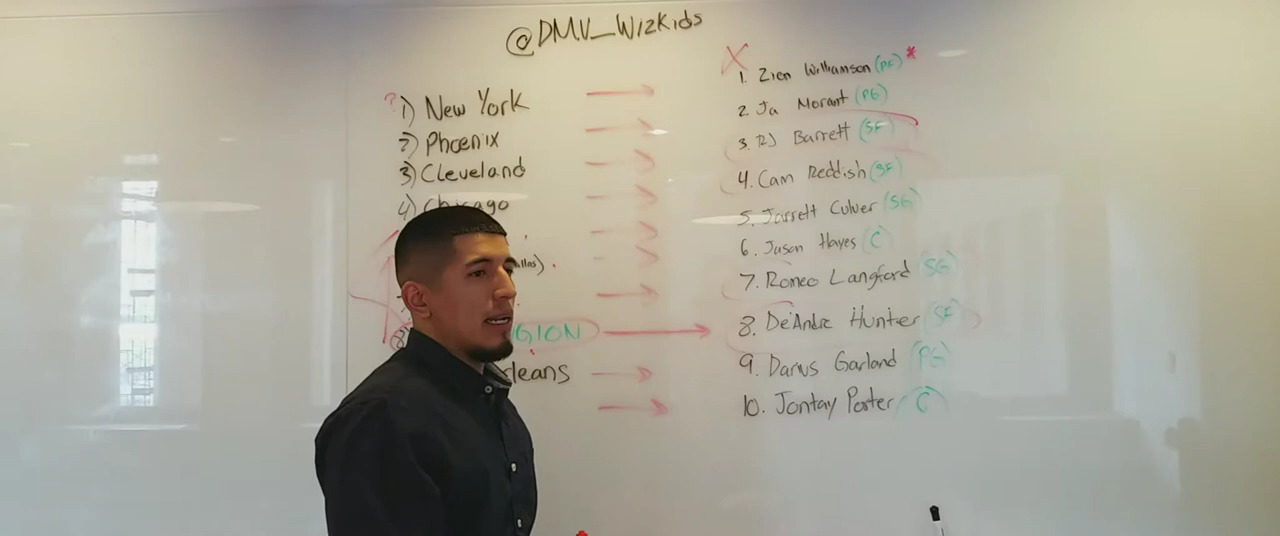 @DMV_WizKids
? 1) New York
2) Phoenix
3) Cleveland
4) Chicago
GION
leans
X
1. Zion Williamson (PF) *
2. Ja Morant (PG)
3. RJ Barrett (SF)
4. Cam Reddish (SF)
5. Jarrett Culver (SG)
6. Jaxson Hayes (C
7. Romeo Langford (SG)
8. De'Andre Hunter (SF)
9. Darius Garland (PG)
10. Jontay Porter (C)